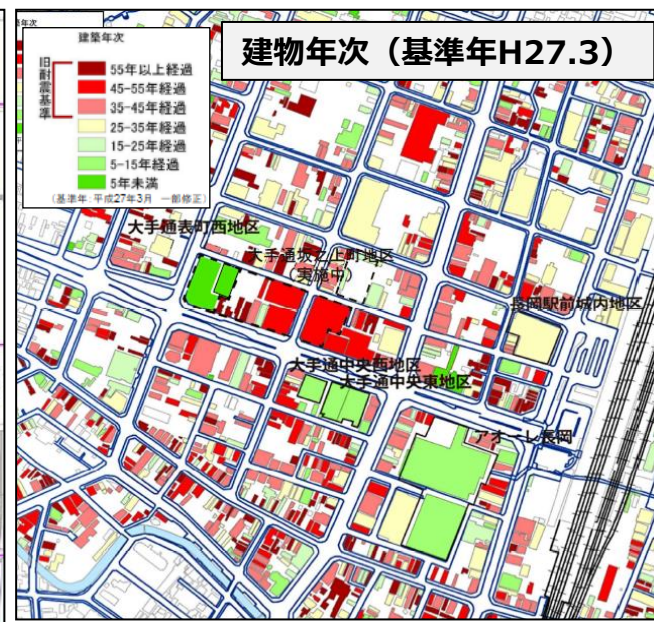 年次
建物年次（基準年H27.3）
建築年次
旧耐震基準
55年以上経過
45-55年経過
35-45年経過
25-35年経過
15-25年経過
5-15年経過
5年未満
（基準年:平成27年3月 一部修正）
大手通表町西地区
大手通坂之上町地区
（実施中）
長岡駅前城内地区
大手通中央西地区
大手通中央東地区
アオーレ長岡